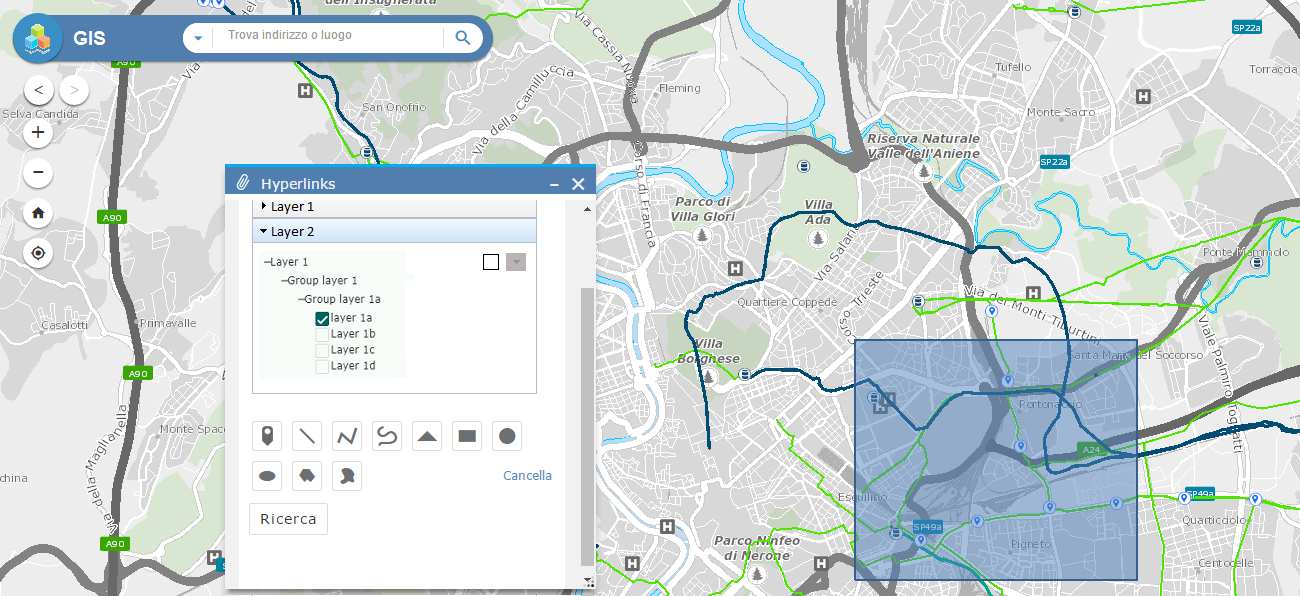 dell'Insugherata
GIS
Trova indirizzo o luogo
A90
Via
Selva Candida
<
>
+
−
H
San Onofrio
Via della Camilluccia
Via Cassia Nuova
Fleming
Corso di Francia
Tufello
Monte Sacro
H
SP22a
Torraccia
Riserva Naturale
Valle dell'Aniene
SP22a
Hyperlinks
Layer 1
Layer 2
Layer 1
Group layer 1
Group layer 1a
layer 1a
Layer 1b
Layer 1c
Layer 1d
Cancella
Ricerca
A90
Casalotti
Primavalle
A90
Monte Spac
Via della Maglianella
china
A90
H
Parco di
Villa Glori
Villa
Ada
Via Salaria
H
Quartiere Coppedè
Corso Trieste
Villa
Borghese
H
Via dei Monti Tiburtini
Ponte Mammolo
Viale Palmiro Togliatti
Santa Maria del Soccorso
H
H
Portonaccio
A24
Esquilino
SP49a
SP49a
Quarticciolo
Pigneto
Centocelle
H
H
Parco Ninfeo
di Nerone
H